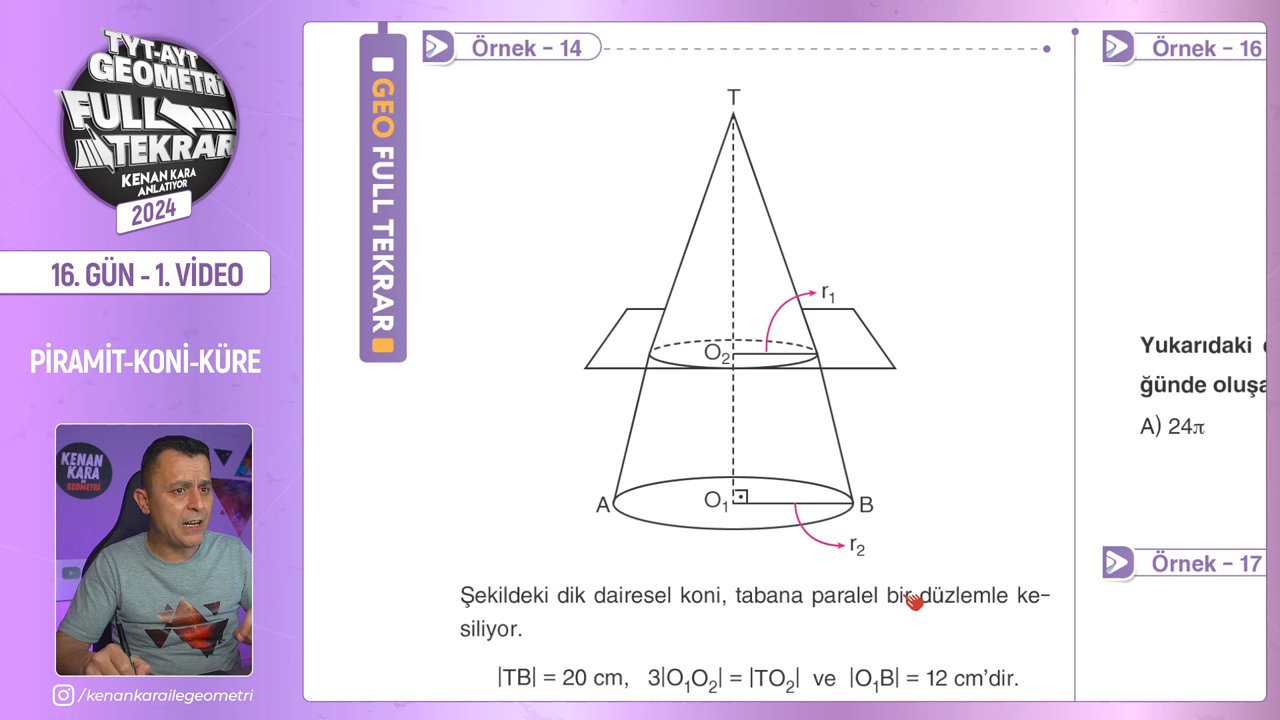 TYT-AYT
GEOMETRİ
FULL
TEKRAR
KENAN KARA
ANLATIYOR
2024
16. GÜN - 1. VİDEO
PİRAMİT-KONİ-KÜRE
KENAN
KARA
GEOMETRİ
/kenankarailegeometri
GEO FULL TEKRAR
Örnek - 14
T
r₁
O₂
A
O₁
B
r₂
Şekildeki dik dairesel koni, tabana paralel bir düzlemle ke-
siliyor.
|TB| = 20 cm, 3|O₁O₂| = |TO₂| ve |O₁B| = 12 cm'dir.
Örnek - 16
Yukarıdaki
ğünde oluşa
A) 24π
Örnek - 17